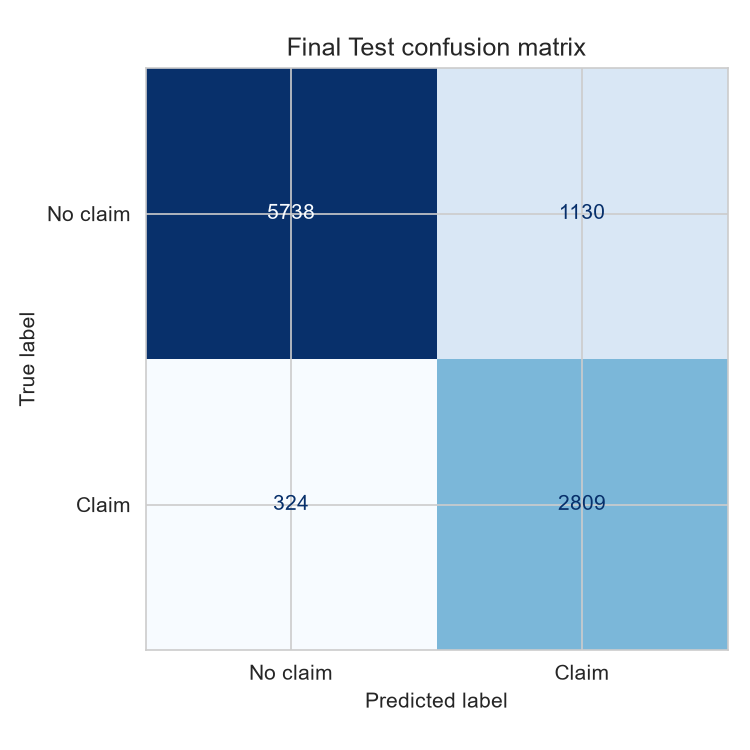 Final Test confusion matrix
No claim
5738
1130
True label
Claim
324
2809
No claim
Claim
Predicted label